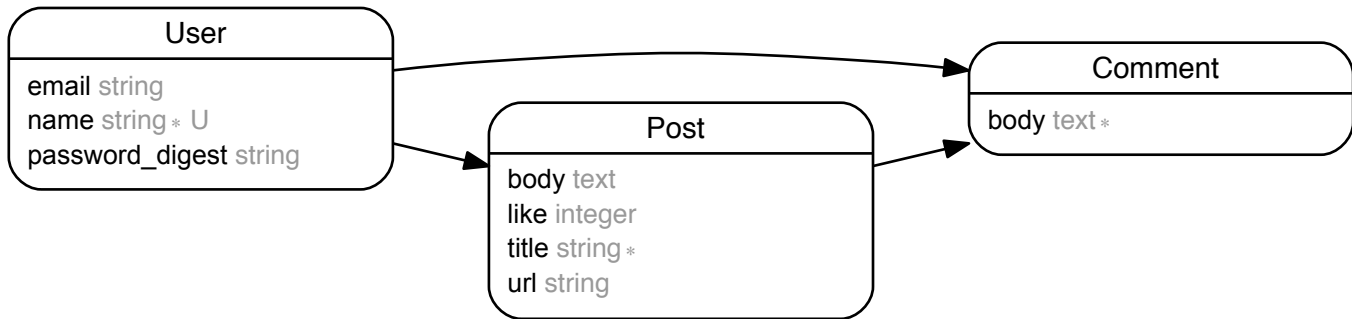 User
email string
name string* U
password_digest string
Post
body text
like integer
title string*
url string
Comment
body text*